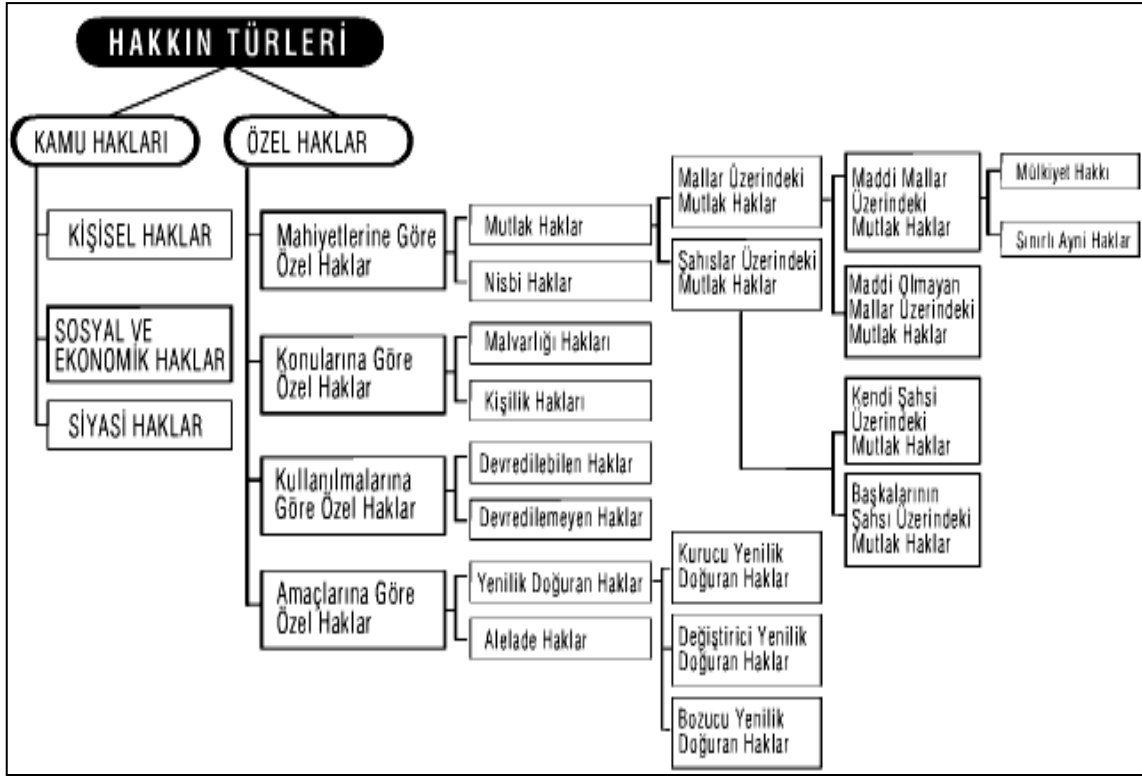 HAKKIN TÜRLERİ
KAMU HAKLARI
KİŞİSEL HAKLAR
SOSYAL VE
EKONOMİK HAKLAR
SİYASİ HAKLAR
ÖZEL HAKLAR
Mahiyetlerine Göre
Özel Haklar
Mutlak Haklar
Nisbi Haklar
Mallar Üzerindeki
Mutlak Haklar
Şahıslar Üzerindeki
Mutlak Haklar
Maddi Mallar
Üzerindeki
Mutlak Haklar
Mülkiyet Hakkı
Sınırlı Ayni Haklar
Maddi Olmayan
Mallar Üzerindeki
Mutlak Haklar
Kendi Şahsi
Üzerindeki
Mutlak Haklar
Başkalarının
Şahsı Üzerindeki
Mutlak Haklar
Konularına Göre
Özel Haklar
Malvarlığı Hakları
Kişilik Hakları
Kullanılmalarına
Göre Özel Haklar
Devredilebilen Haklar
Devredilemeyen Haklar
Amaçlarına Göre
Özel Haklar
Yenilik Doğuran Haklar
Alelade Haklar
Kurucu Yenilik
Doğuran Haklar
Değiştirici Yenilik
Doğuran Haklar
Bozucu Yenilik
Doğuran Haklar